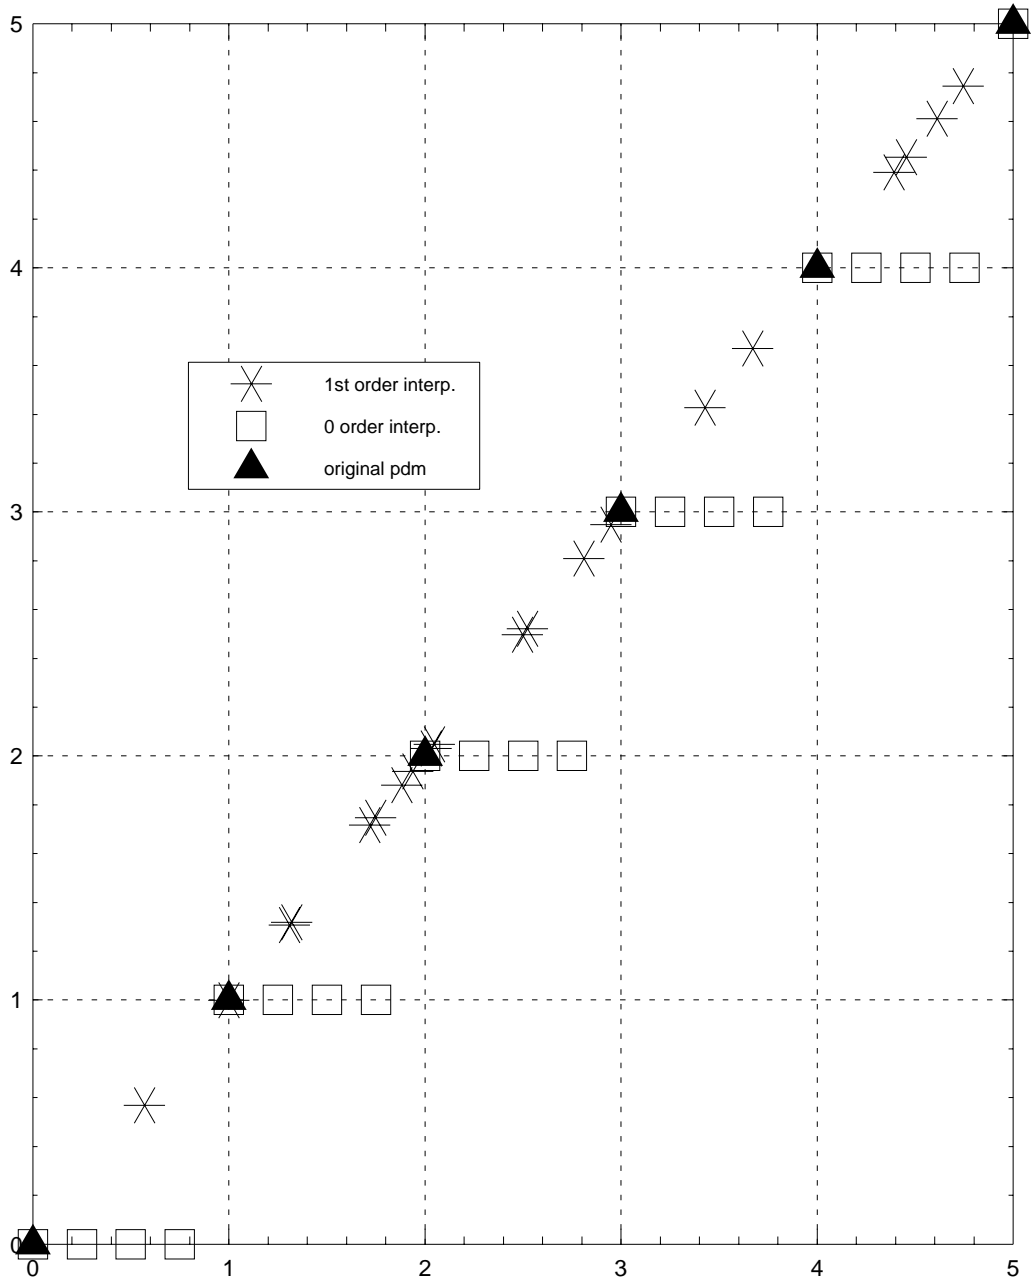 5
4
1st order interp.
0 order interp.
original pdm
3
2
1
0
0 1 2 3 4 5